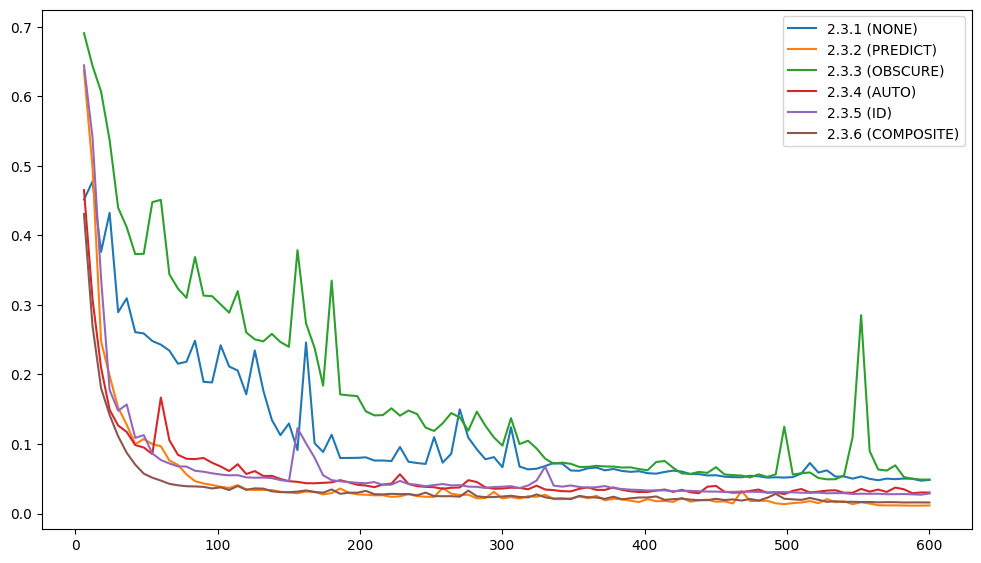 0.7
0.6
0.5
0.4
0.3
0.2
0.1
0.0
0
100
200
300
400
500
600
2.3.1 (NONE)
2.3.2 (PREDICT)
2.3.3 (OBSCURE)
2.3.4 (AUTO)
2.3.5 (ID)
2.3.6 (COMPOSITE)